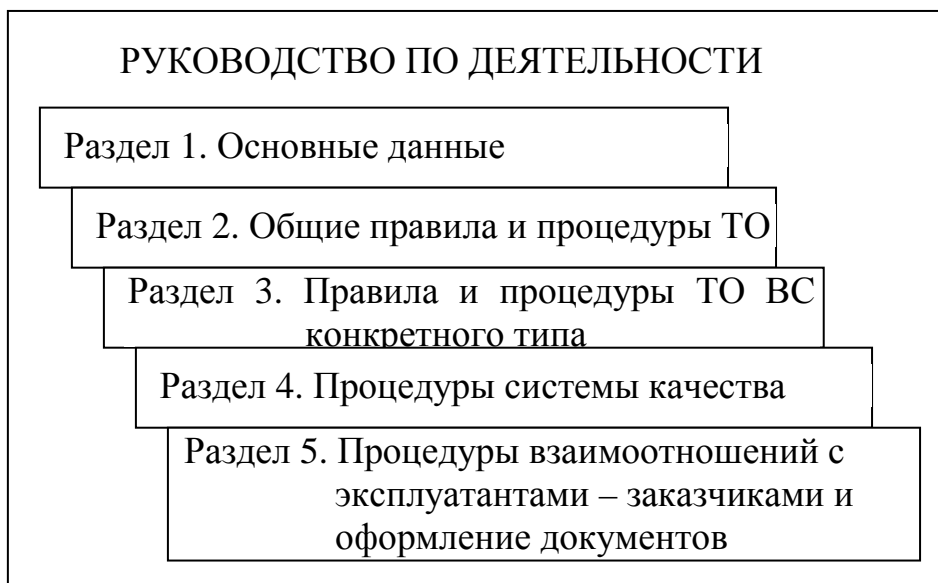 РУКОВОДСТВО ПО ДЕЯТЕЛЬНОСТИ
Раздел 1. Основные данные
Раздел 2. Общие правила и процедуры ТО
Раздел 3. Правила и процедуры ТО ВС
конкретного типа
Раздел 4. Процедуры системы качества
Раздел 5. Процедуры взаимоотношений с
эксплуатантами – заказчиками и
оформление документов